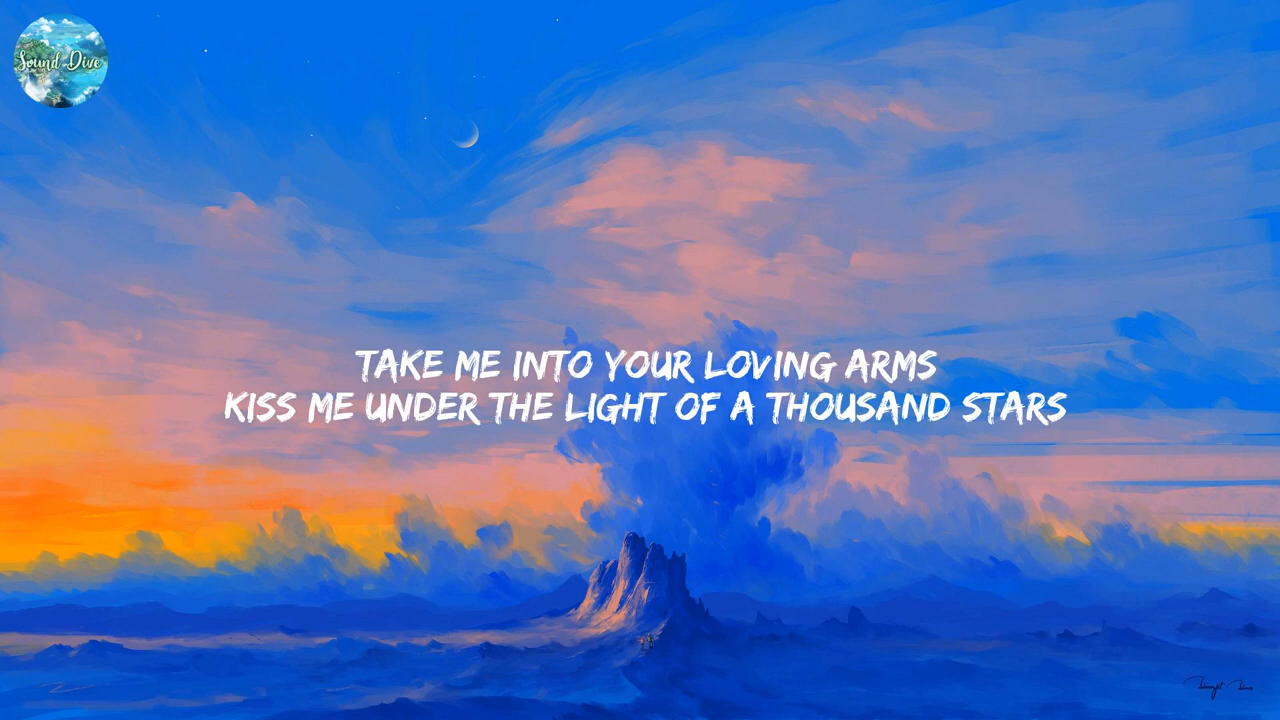 Sound Dive
TAKE ME INTO YOUR LOVING ARMS
KISS ME UNDER THE LIGHT OF A THOUSAND STARS